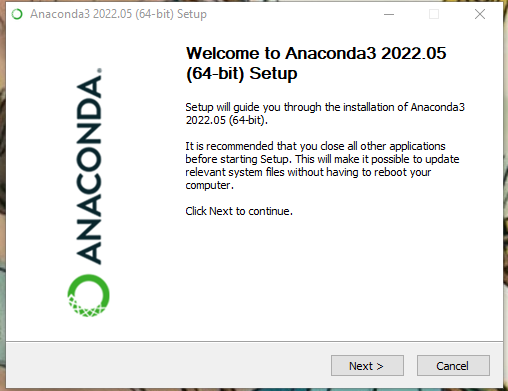 Anaconda3 2022.05 (64-bit) Setup
Welcome to Anaconda3 2022.05
(64-bit) Setup
Setup will guide you through the installation of Anaconda3
2022.05 (64-bit).
It is recommended that you close all other applications
before starting Setup. This will make it possible to update
relevant system files without having to reboot your
computer.
Click Next to continue.
ANACONDA.
Next >
Cancel